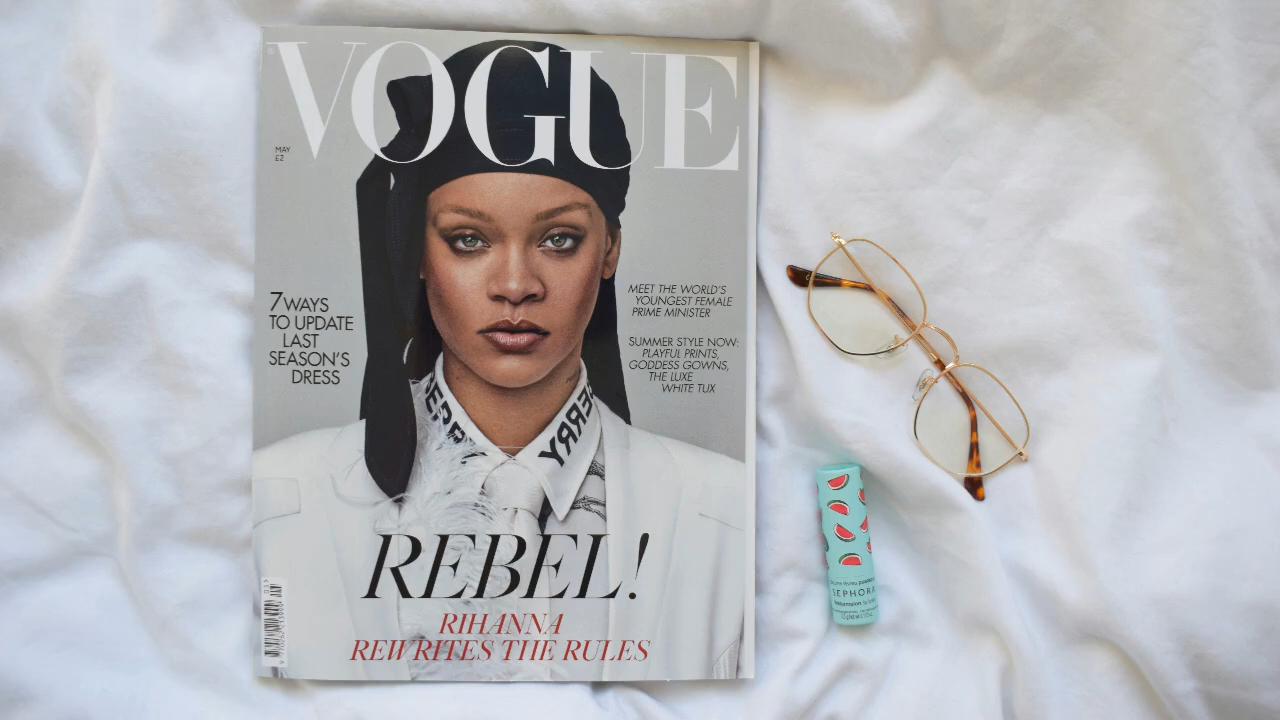 VOGUE
MAY
£2
7 WAYS
TO UPDATE
LAST
SEASON'S
DRESS
MEET THE WORLD'S
YOUNGEST FEMALE
PRIME MINISTER
SUMMER STYLE NOW:
PLAYFUL PRINTS,
GODDESS GOWNS,
THE LUXE
WHITE TUX
ERRY
REBEL!
RIHANNA
REWRITES THE RULES
SEPHORA